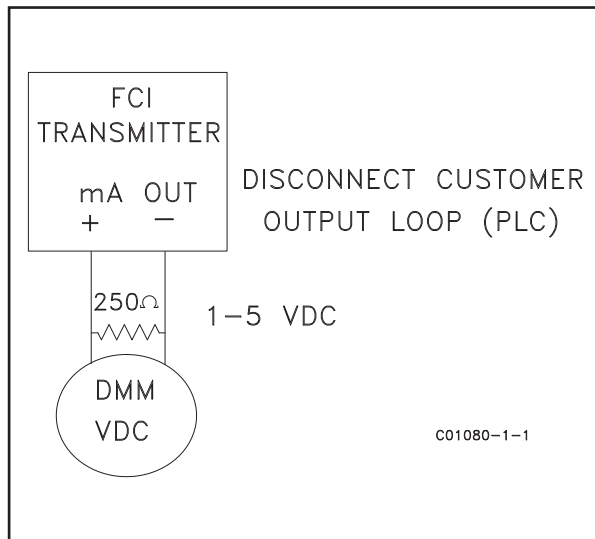 FCI
TRANSMITTER
mA OUT
+ −
DISCONNECT CUSTOMER
OUTPUT LOOP (PLC)
250Ω
1−5 VDC
DMM
VDC
C01080−1−1